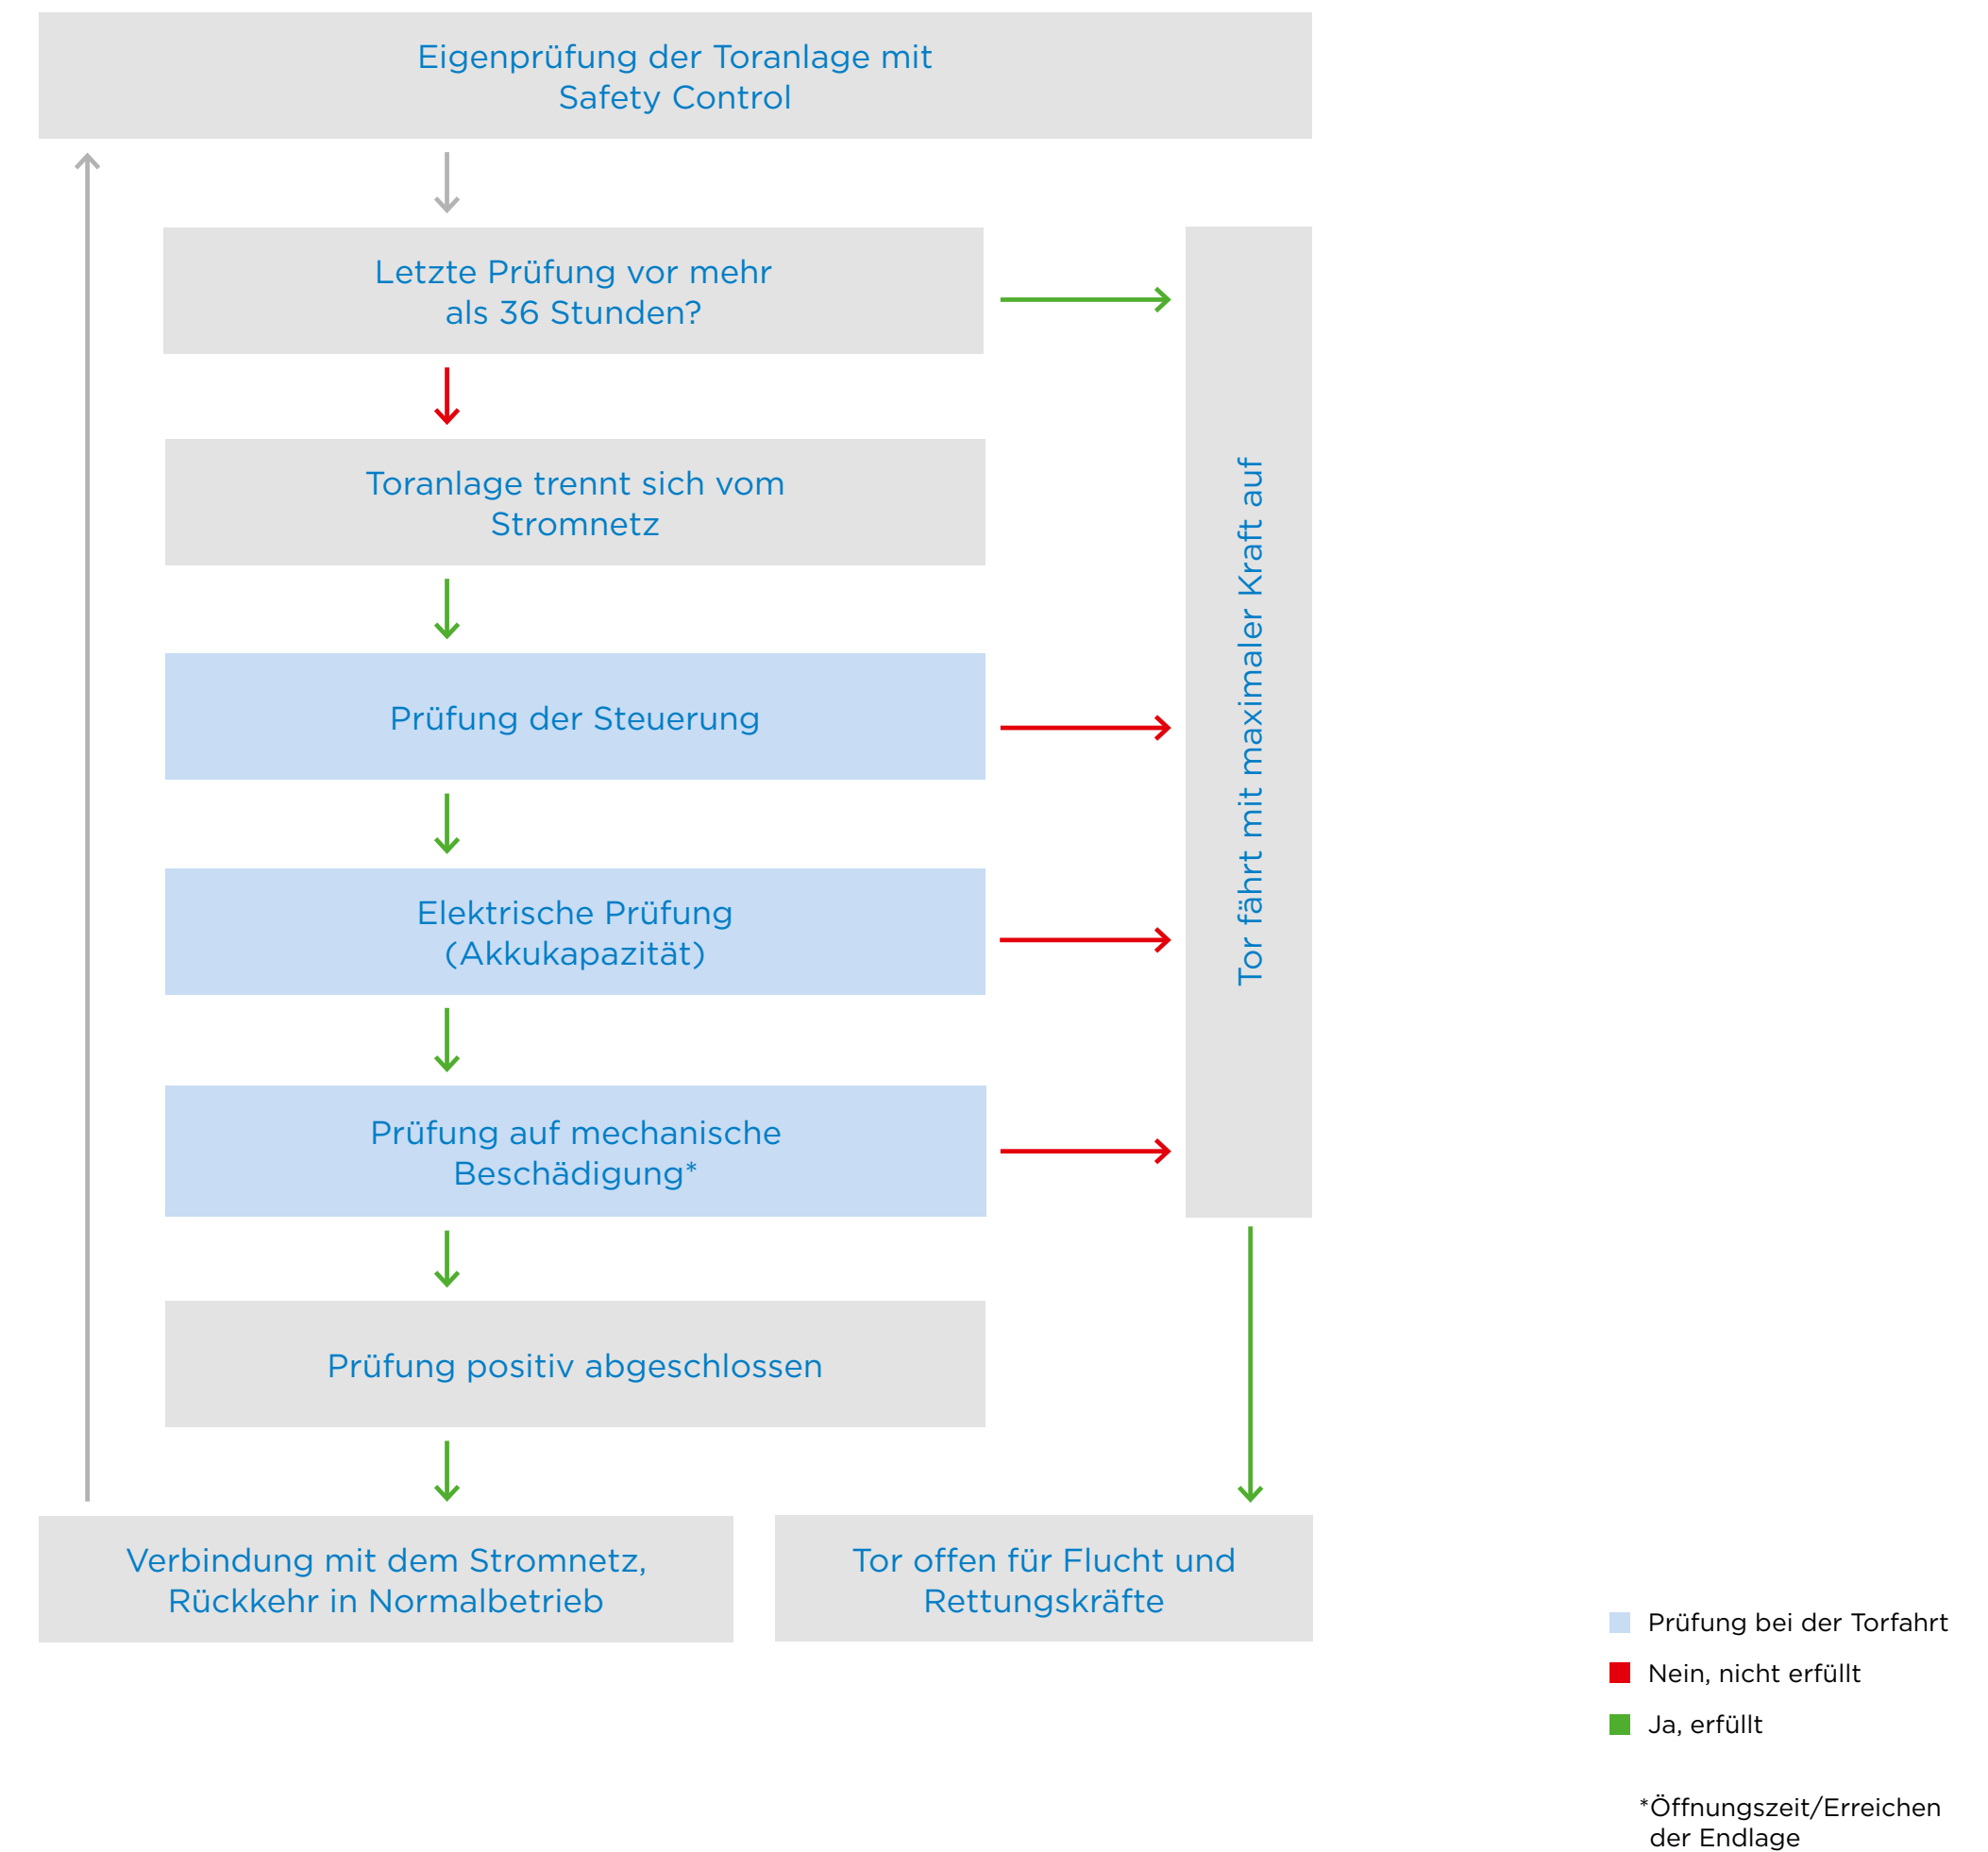 Eigenprüfung der Toranlage mit
Safety Control
Letzte Prüfung vor mehr
als 36 Stunden?
Toranlage trennt sich vom
Stromnetz
Prüfung der Steuerung
Elektrische Prüfung
(Akkukapazität)
Prüfung auf mechanische
Beschädigung*
Prüfung positiv abgeschlossen
Tor fährt mit maximaler Kraft auf
Verbindung mit dem Stromnetz,
Rückkehr in Normalbetrieb
Tor offen für Flucht und
Rettungskräfte
Prüfung bei der Torfahrt
Nein, nicht erfüllt
Ja, erfüllt
*Öffnungszeit/Erreichen
der Endlage